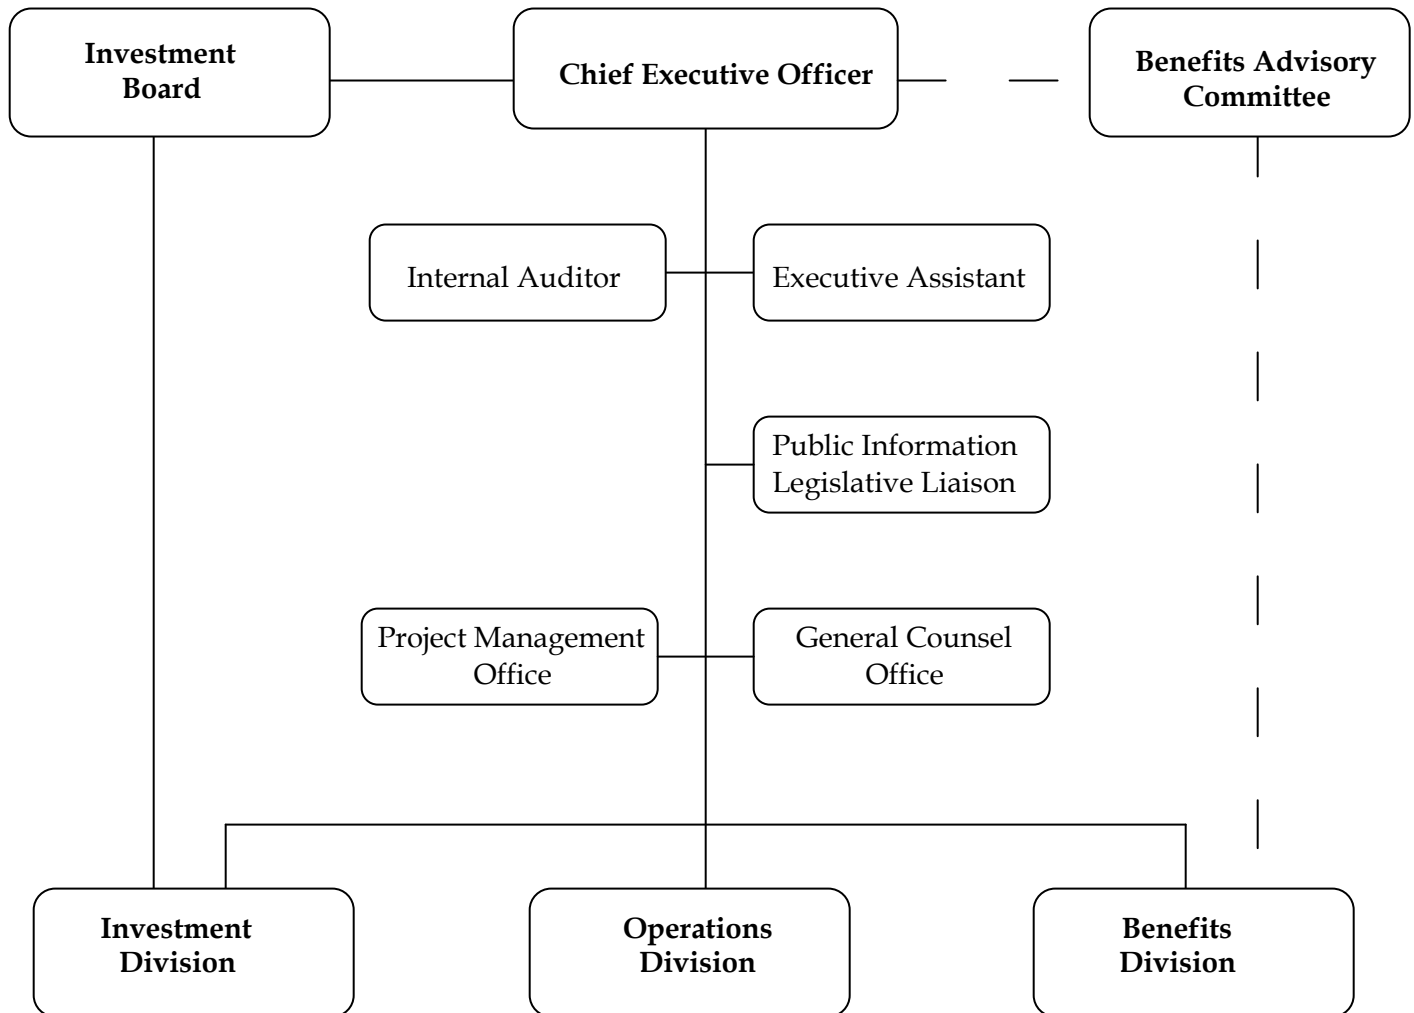 Investment
Board
Chief Executive Officer
Benefits Advisory
Committee
Internal Auditor
Executive Assistant
Public Information
Legislative Liaison
Project Management
Office
General Counsel
Office
Investment
Division
Operations
Division
Benefits
Division